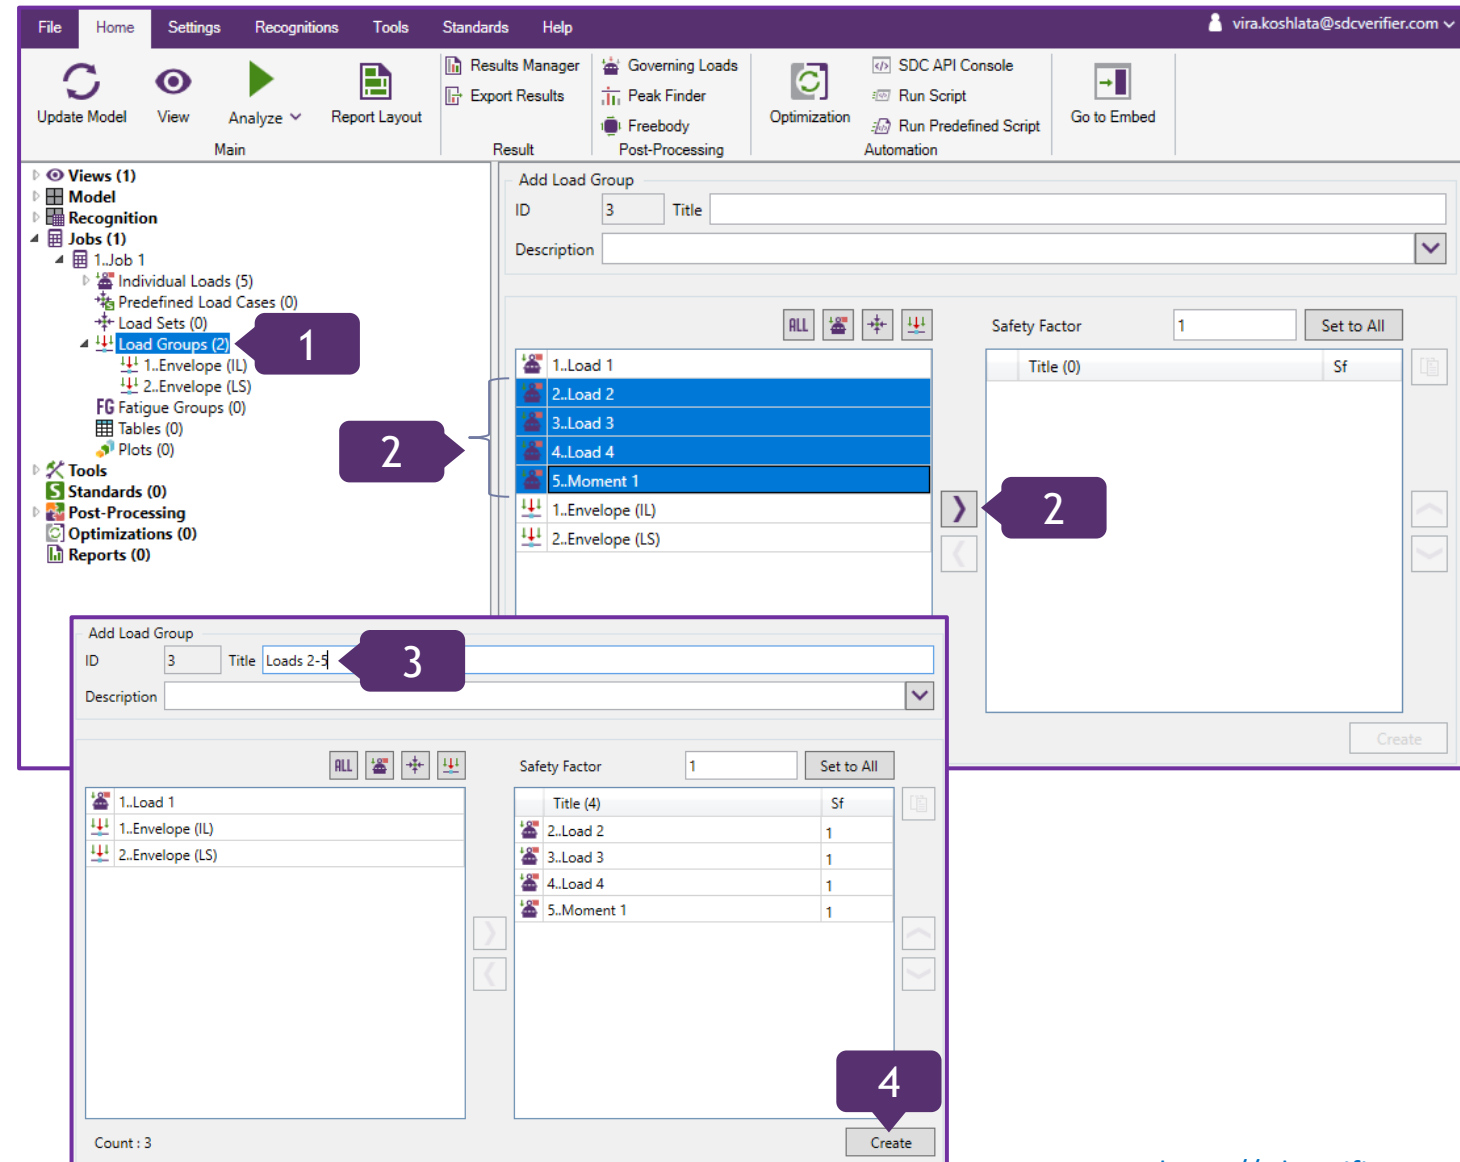 File Home Settings Recognitions Tools Standards Help vira.koshlata@sdcverifier.com
Results Manager Governing Loads SDC API Console
Export Results Peak Finder Run Script
Update Model View Analyze Report Layout Freebody Optimization Run Predefined Script Go to Embed
Main Result Post-Processing Automation
Views (1)
Model
Recognition
Jobs (1)
1..Job 1
Individual Loads (5)
Predefined Load Cases (0)
Load Sets (0)
Load Groups (2)
1
1..Envelope (IL)
2..Envelope (LS)
FG Fatigue Groups (0)
Tables (0)
Plots (0)
Tools
Standards (0)
Post-Processing
Optimizations (0)
Reports (0)
2
Add Load Group
ID 3 Title
Description
ALL
Safety Factor 1 Set to All
1..Load 1
2..Load 2
3..Load 3
4..Load 4
5..Moment 1
1..Envelope (IL)
2..Envelope (LS)
2
Title (0) Sf
Create
Add Load Group
ID 3 Title Loads 2-5
3
Description
ALL
Safety Factor 1 Set to All
1..Load 1
1..Envelope (IL)
2..Envelope (LS)
Title (4) Sf
2..Load 2 1
3..Load 3 1
4..Load 4 1
5..Moment 1 1
4
Count : 3 Create